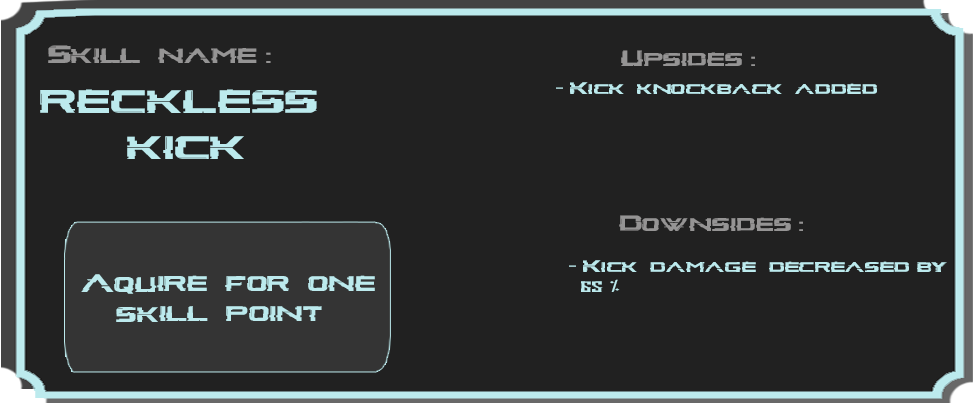 Skill name :
Reckless
Kick
Aquire for one
skill point
Upsides :
- Kick knockback added
Downsides :
- Kick damage decreased by
65 %